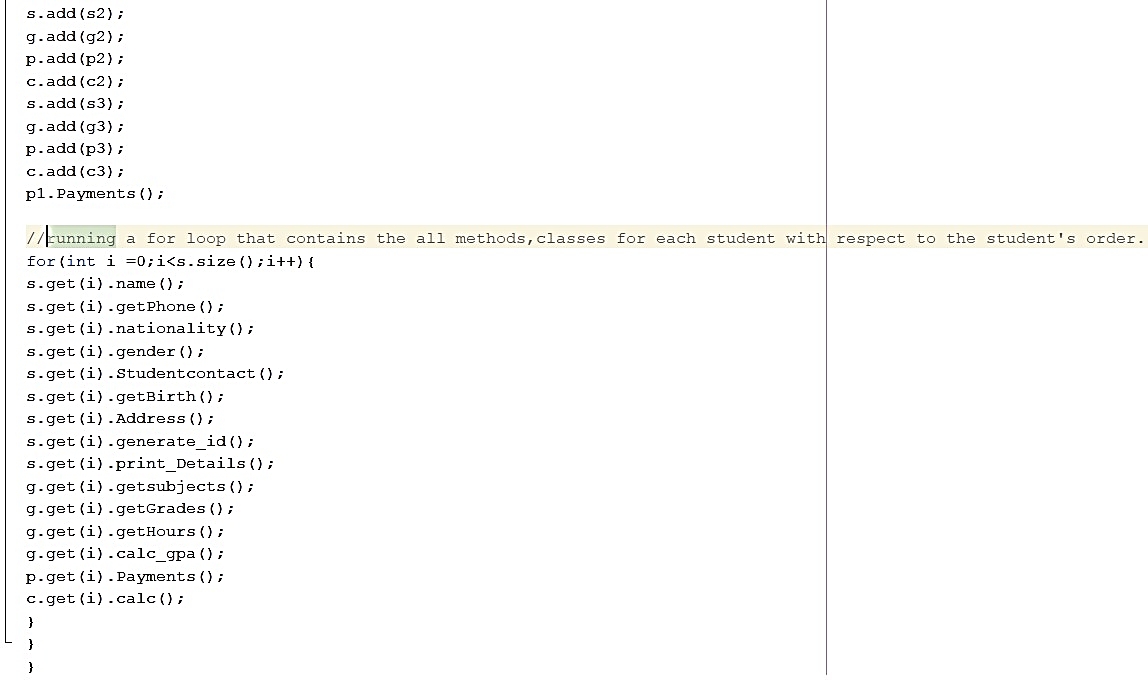 s.add(s2);
g.add(g2);
p.add(p2);
c.add(c2);
s.add(s3);
g.add(g3);
p.add(p3);
c.add(c3);
p1.Payments();
//running a for loop that contains the all methods,classes for each student with respect to the student's order.
for(int i =0;i<s.size();i++){
s.get(i).name();
s.get(i).getPhone();
s.get(i).nationality();
s.get(i).gender();
s.get(i).Studentcontact();
s.get(i).getBirth();
s.get(i).Address();
s.get(i).generate_id();
s.get(i).print_Details();
g.get(i).getsubjects();
g.get(i).getGrades();
g.get(i).getHours();
g.get(i).calc_gpa();
p.get(i).Payments();
c.get(i).calc();
}
}
}